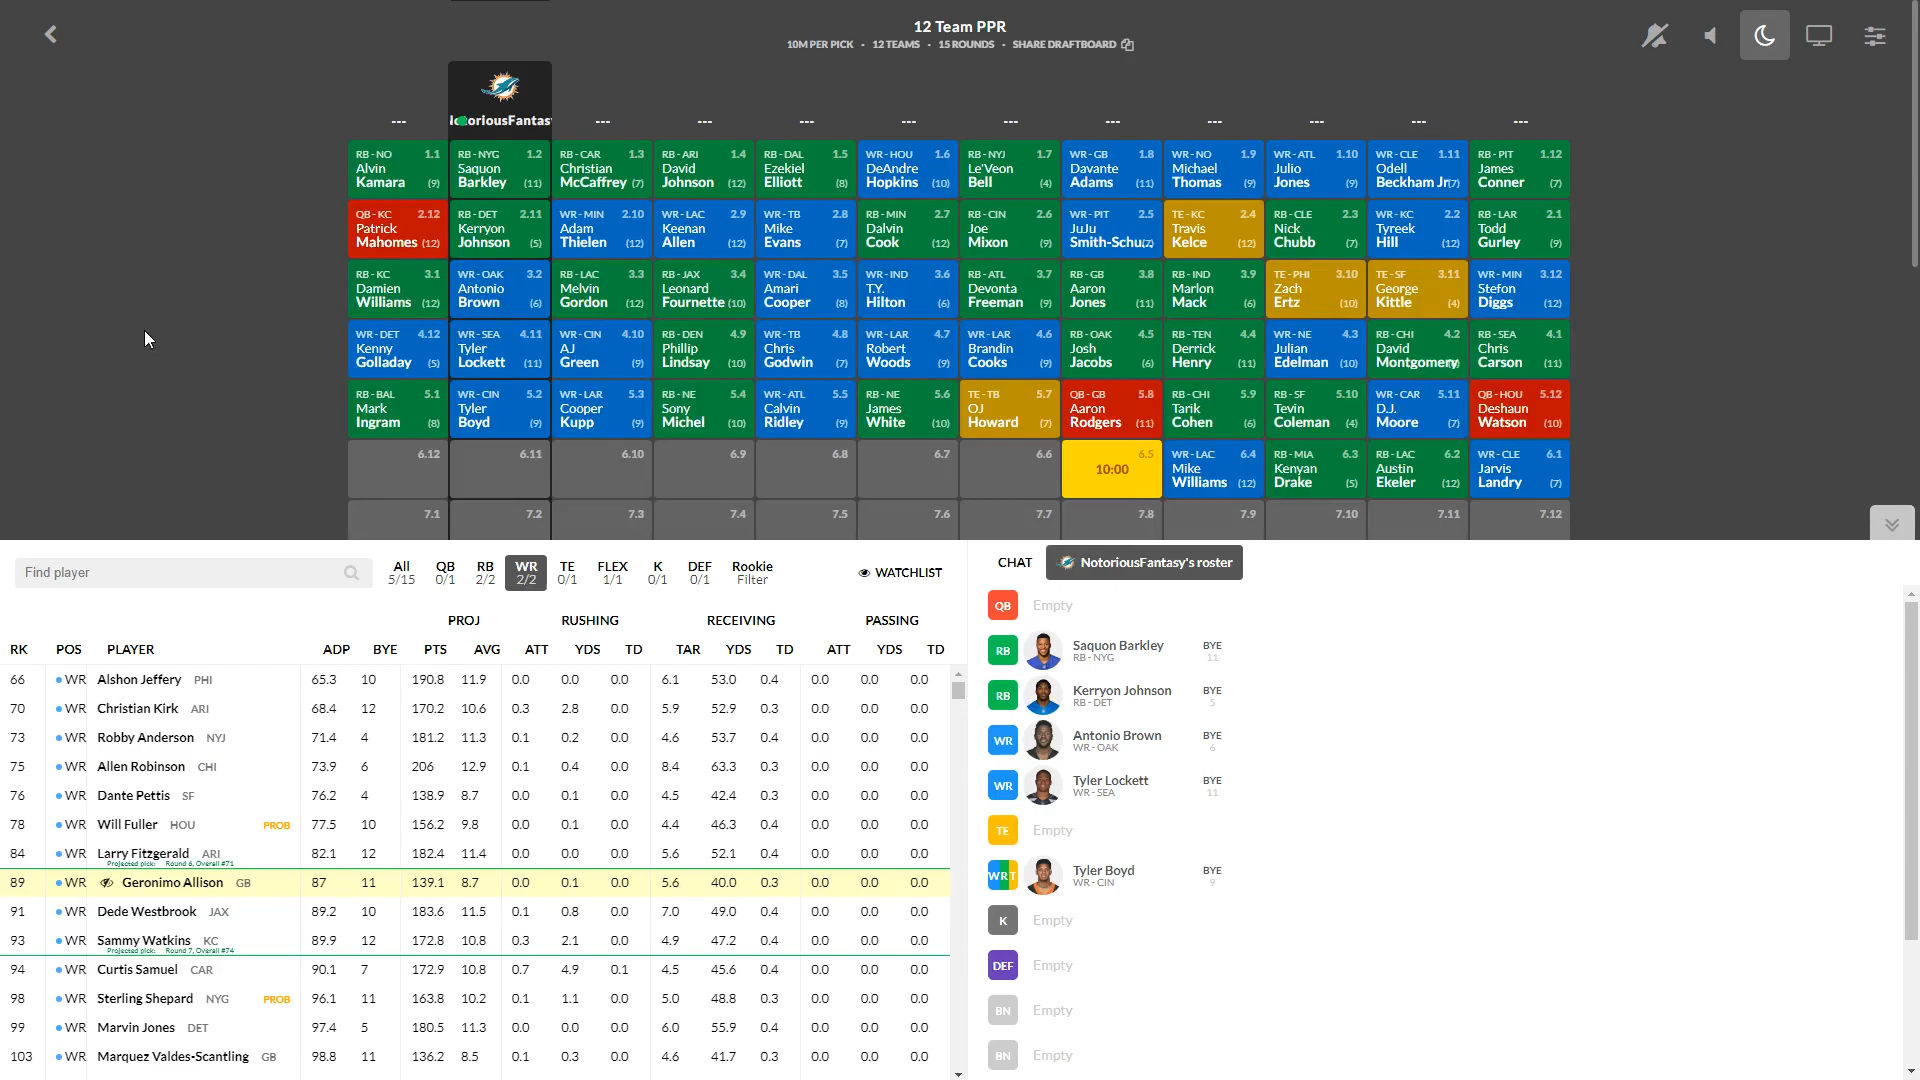 12 Team PPR
10M PER PICK • 12 TEAMS • 15 ROUNDS • SHARE DRAFTBOARD
--- --- --- --- --- --- --- --- --- --- ---
RB - NO 1.1 Alvin Kamara (9)
RB - NYG 1.2 Saquon Barkley (11)
RB - CAR 1.3 Christian McCaffrey (7)
RB - ARI 1.4 David Johnson (12)
RB - DAL 1.5 Ezekiel Elliott (8)
WR - HOU 1.6 DeAndre Hopkins (10)
RB - NYJ 1.7 Le'Veon Bell (4)
WR - GB 1.8 Davante Adams (11)
WR - NO 1.9 Michael Thomas (9)
WR - ATL 1.10 Julio Jones (9)
WR - CLE 1.11 Odell Beckham Jr (7)
RB - PIT 1.12 James Conner (7)
QB - KC 2.12 Patrick Mahomes (12)
RB - DET 2.11 Kerryon Johnson (5)
WR - MIN 2.10 Adam Thielen (12)
WR - LAC 2.9 Keenan Allen (12)
WR - TB 2.8 Mike Evans (7)
RB - MIN 2.7 Dalvin Cook (12)
RB - CIN 2.6 Joe Mixon (9)
WR - PIT 2.5 JuJu Smith-Schu
TE - KC 2.4 Travis Kelce (12)
RB - CLE 2.3 Nick Chubb (7)
WR - KC 2.2 Tyreek Hill (12)
RB - LAR 2.1 Todd Gurley (9)
RB - KC 3.1 Damien Williams (12)
WR - OAK 3.2 Antonio Brown (6)
RB - LAC 3.3 Melvin Gordon (12)
RB - JAX 3.4 Leonard Fournette (10)
WR - DAL 3.5 Amari Cooper (8)
WR - IND 3.6 T.Y. Hilton (6)
RB - ATL 3.7 Devonta Freeman (9)
RB - GB 3.8 Aaron Jones (11)
RB - IND 3.9 Marlon Mack (6)
TE - PHI 3.10 Zach Ertz (10)
TE - SF 3.11 George Kittle (4)
WR - MIN 3.12 Stefon Diggs (12)
WR - DET 4.12 Kenny Golladay (5)
WR - SEA 4.11 Tyler Lockett (11)
WR - CIN 4.10 AJ Green (9)
RB - DEN 4.9 Phillip Lindsay (10)
WR - TB 4.8 Chris Godwin (7)
WR - LAR 4.7 Robert Woods (9)
WR - LAR 4.6 Brandin Cooks (9)
RB - OAK 4.5 Josh Jacobs (6)
RB - TEN 4.4 Derrick Henry (11)
WR - NE 4.3 Julian Edelman (10)
RB - CHI 4.2 David Montgomery
RB - SEA 4.1 Chris Carson (11)
RB - BAL 5.1 Mark Ingram (8)
WR - CIN 5.2 Tyler Boyd (9)
WR - LAR 5.3 Cooper Kupp (9)
RB - NE 5.4 Sony Michel (10)
WR - ATL 5.5 Calvin Ridley (9)
RB - NE 5.6 James White (10)
TE - TB 5.7 OJ Howard (7)
QB - GB 5.8 Aaron Rodgers (11)
RB - CHI 5.9 Tarik Cohen (6)
RB - SF 5.10 Tevin Coleman (4)
WR - CAR 5.11 D.J. Moore (7)
QB - HOU 5.12 Deshaun Watson (10)
6.12 6.11 6.10 6.9 6.8 6.7 6.6
6.5 10:00
WR - LAC 6.4 Mike Williams (12)
RB - MIA 6.3 Kenyan Drake (5)
RB - LAC 6.2 Austin Ekeler (12)
WR - CLE 6.1 Jarvis Landry (7)
7.1 7.2 7.3 7.4 7.5 7.6 7.7 7.8 7.9 7.10 7.11 7.12
Find player
All QB RB WR TE FLEX K DEF Rookie
5/15 0/1 2/2 2/2 0/1 1/1 0/1 0/1 Filter
WATCHLIST
PROJ RUSHING RECEIVING PASSING
RK POS PLAYER ADP BYE PTS AVG ATT YDS TD TAR YDS TD ATT YDS TD
66 WR Alshon Jeffery PHI 65.3 10 190.8 11.9 0.0 0.0 0.0 6.1 53.0 0.4 0.0 0.0 0.0
70 WR Christian Kirk ARI 68.4 12 170.2 10.6 0.3 2.8 0.0 5.9 52.9 0.3 0.0 0.0 0.0
73 WR Robby Anderson NYJ 71.4 4 181.2 11.3 0.1 0.2 0.0 4.6 53.7 0.4 0.0 0.0 0.0
75 WR Allen Robinson CHI 73.9 6 206 12.9 0.1 0.4 0.0 8.4 63.3 0.3 0.0 0.0 0.0
76 WR Dante Pettis SF 76.2 4 138.9 8.7 0.0 0.1 0.0 4.5 42.4 0.3 0.0 0.0 0.0
78 WR Will Fuller HOU PROB 77.5 10 156.2 9.8 0.0 0.1 0.0 4.4 46.3 0.4 0.0 0.0 0.0
84 WR Larry Fitzgerald ARI 82.1 12 182.4 11.4 0.0 0.0 0.0 5.6 52.1 0.4 0.0 0.0 0.0
Projected pick: Round 6, Overall #71
89 WR Geronimo Allison GB 87 11 139.1 8.7 0.0 0.1 0.0 5.6 40.0 0.3 0.0 0.0 0.0
91 WR Dede Westbrook JAX 89.2 10 183.6 11.5 0.1 0.8 0.0 7.0 49.0 0.4 0.0 0.0 0.0
93 WR Sammy Watkins KC 89.9 12 172.8 10.8 0.3 2.1 0.0 4.9 47.2 0.4 0.0 0.0 0.0
Projected pick: Round 7, Overall #74
94 WR Curtis Samuel CAR 90.1 7 172.9 10.8 0.7 4.9 0.1 4.5 45.6 0.4 0.0 0.0 0.0
98 WR Sterling Shepard NYG PROB 96.1 11 163.8 10.2 0.1 1.1 0.0 5.0 48.8 0.3 0.0 0.0 0.0
99 WR Marvin Jones DET 97.4 5 180.5 11.3 0.0 0.0 0.0 6.0 55.9 0.4 0.0 0.0 0.0
103 WR Marquez Valdes-Scantling GB 98.8 11 136.2 8.5 0.1 0.3 0.0 4.6 41.7 0.3 0.0 0.0 0.0
CHAT NotoriousFantasy's roster
QB Empty
RB Saquon Barkley RB - NYG BYE 11
RB Kerryon Johnson RB - DET BYE 5
WR Antonio Brown WR - OAK BYE 6
WR Tyler Lockett WR - SEA BYE 11
TE Empty
WRT Tyler Boyd WR - CIN BYE 9
K Empty
DEF Empty
BN Empty
BN Empty